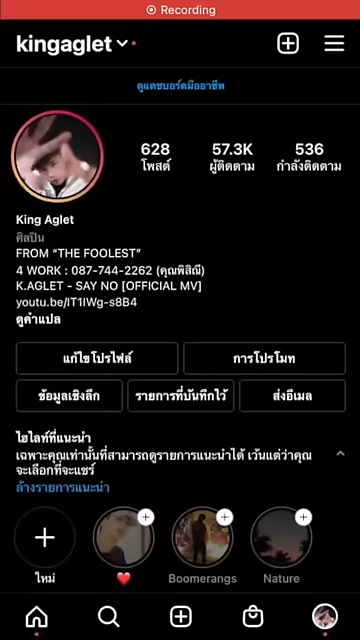 Recording
kingaglet
ดูแดชบอร์ดมืออาชีพ
628
โพสต์
57.3K
ผู้ติดตาม
536
กำลังติดตาม
King Aglet
ศิลปิน
FROM “THE FOOLEST”
4 WORK : 087-744-2262 (คุณพิสิณี)
K.AGLET - SAY NO [OFFICIAL MV]
youtu.be/IT1IWg-s8B4
ดูคำแปล
แก้ไขโปรไฟล์
การโปรโมท
ข้อมูลเชิงลึก
รายการที่บันทึกไว้
ส่งอีเมล
ไฮไลท์ที่แนะนำ
เฉพาะคุณเท่านั้นที่สามารถดูรายการแนะนำได้ เว้นแต่ว่าคุณ
จะเลือกที่จะแชร์
ล้างรายการแนะนำ
ใหม่
❤️
Boomerangs
Nature